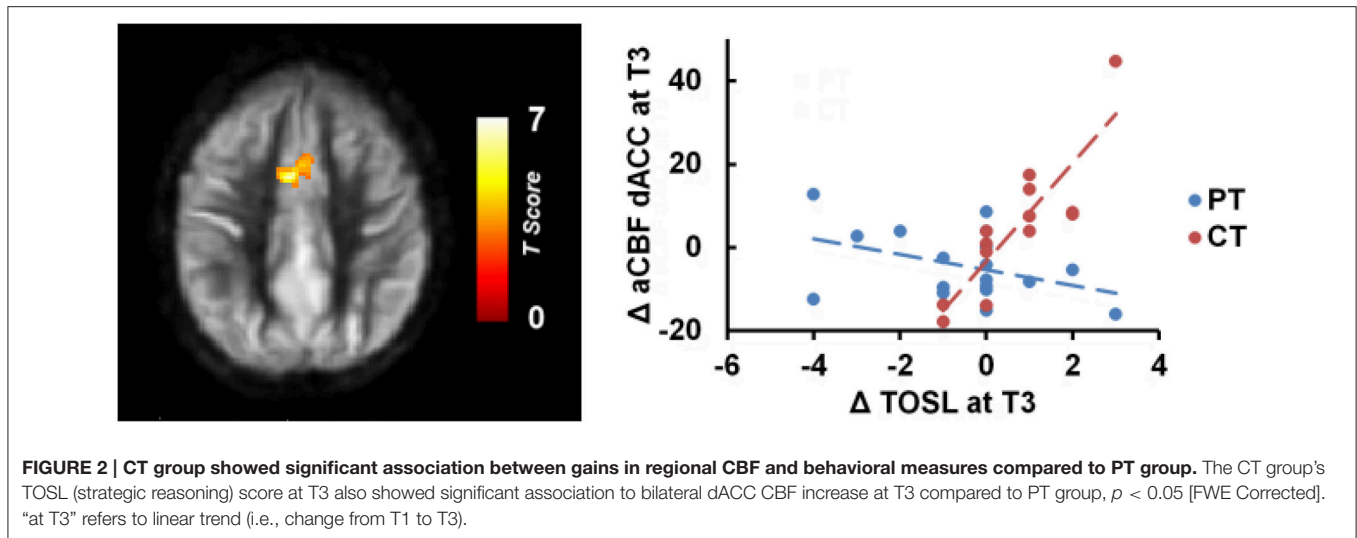 7
T Score
0
Δ aCBF dACC at T3
40
20
0
-20
PT
CT
-6
-4
-2
0
2
4
Δ TOSL at T3
PT
CT
FIGURE 2 | CT group showed significant association between gains in regional CBF and behavioral measures compared to PT group. The CT group's
TOSL (strategic reasoning) score at T3 also showed significant association to bilateral dACC CBF increase at T3 compared to PT group, p < 0.05 [FWE Corrected].
"at T3" refers to linear trend (i.e., change from T1 to T3).